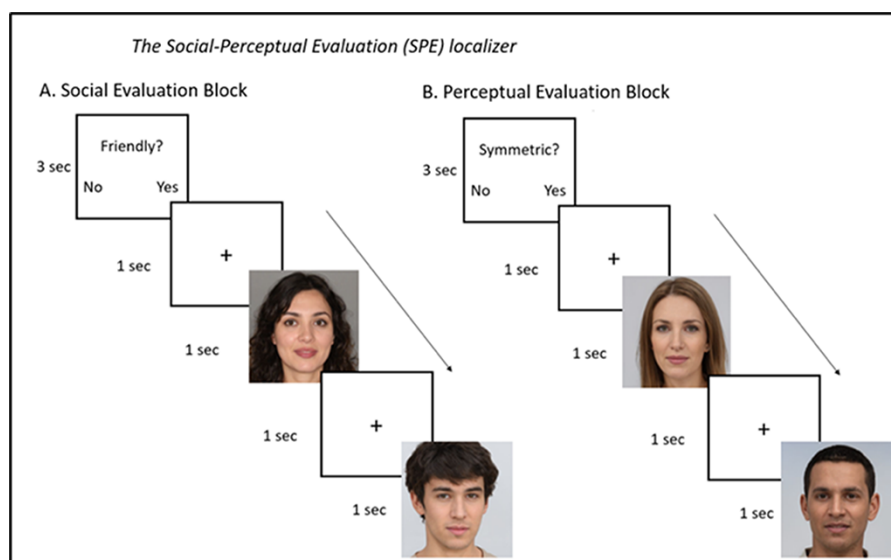 The Social-Perceptual Evaluation (SPE) localizer
A. Social Evaluation Block
Friendly?
3 sec
No Yes
+
1 sec
1 sec
+
1 sec
1 sec
B. Perceptual Evaluation Block
Symmetric?
3 sec
No Yes
+
1 sec
1 sec
+
1 sec
1 sec